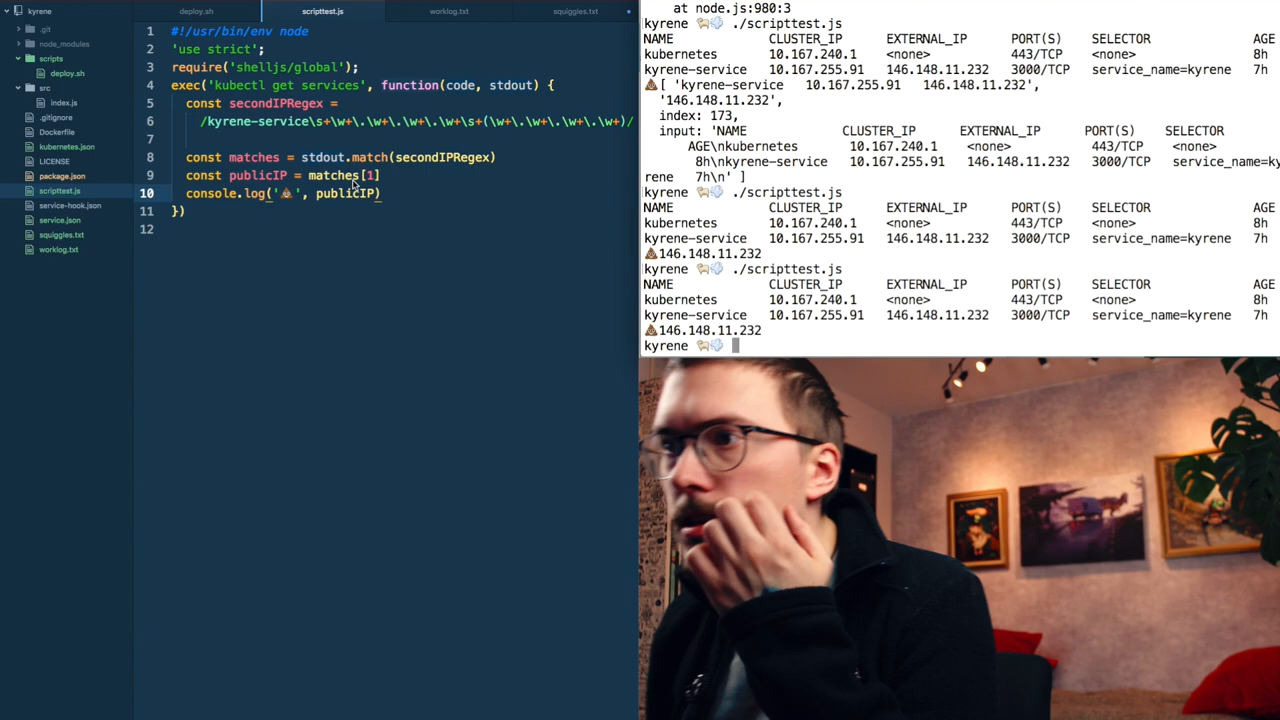 kyrene
.git
node_modules
scripts
deploy.sh
src
index.js
.gitignore
Dockerfile
kubernetes.json
LICENSE
package.json
scripttest.js
service-hook.json
service.json
squiggles.txt
worklog.txt
deploy.sh scripttest.js worklog.txt squiggles.txt
1 #!/usr/bin/env node
2 'use strict';
3 require('shelljs/global');
4 exec('kubectl get services', function(code, stdout) {
5 const secondIPRegex =
6 /kyrene-service\s+\w+\.\w+\.\w+\.\w+\s+(\w+\.\w+\.\w+\.\w+)/
7
8 const matches = stdout.match(secondIPRegex)
9 const publicIP = matches[1]
10 console.log('💩', publicIP)
11 })
12
at node.js:980:3
kyrene 🐑💨 ./scripttest.js
NAME CLUSTER_IP EXTERNAL_IP PORT(S) SELECTOR AGE
kubernetes 10.167.240.1 <none> 443/TCP <none> 8h
kyrene-service 10.167.255.91 146.148.11.232 3000/TCP service_name=kyrene 7h
💩[ 'kyrene-service 10.167.255.91 146.148.11.232',
'146.148.11.232',
index: 173,
input: 'NAME CLUSTER_IP EXTERNAL_IP PORT(S) SELECTOR
AGE\nkubernetes 10.167.240.1 <none> 443/TCP <none>
8h\nkyrene-service 10.167.255.91 146.148.11.232 3000/TCP service_name=ky
rene 7h\n' ]
kyrene 🐑💨 ./scripttest.js
NAME CLUSTER_IP EXTERNAL_IP PORT(S) SELECTOR AGE
kubernetes 10.167.240.1 <none> 443/TCP <none> 8h
kyrene-service 10.167.255.91 146.148.11.232 3000/TCP service_name=kyrene 7h
💩146.148.11.232
kyrene 🐑💨 ./scripttest.js
NAME CLUSTER_IP EXTERNAL_IP PORT(S) SELECTOR AGE
kubernetes 10.167.240.1 <none> 443/TCP <none> 8h
kyrene-service 10.167.255.91 146.148.11.232 3000/TCP service_name=kyrene 7h
💩146.148.11.232
kyrene 🐑💨